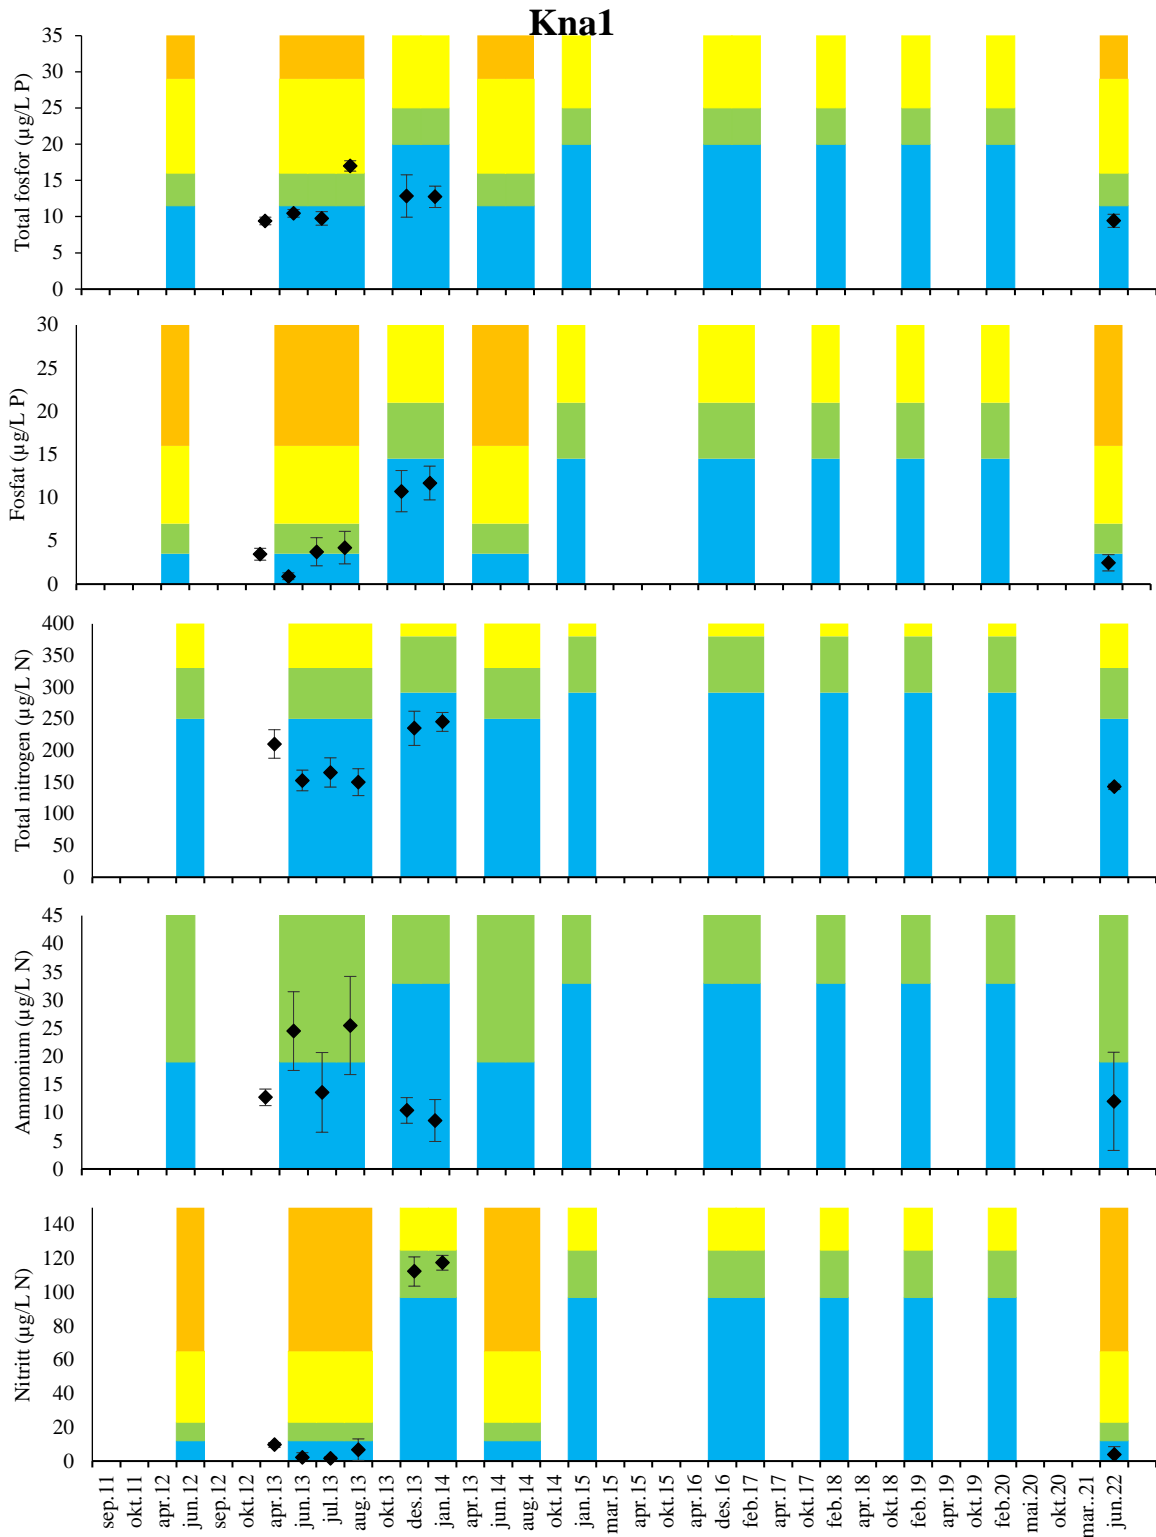 Kna1
Total fosfor (µg/L P)
35
30
25
20
15
10
5
0
Fosfat (µg/L P)
30
25
20
15
10
5
0
Total nitrogen (µg/L N)
400
350
300
250
200
150
100
50
0
Ammonium (µg/L N)
45
40
35
30
25
20
15
10
5
0
Nitritt (µg/L N)
140
120
100
80
60
40
20
0
sep.11
okt.11
apr.12
jun.12
sep.12
okt.12
apr.13
jun.13
jul.13
aug.13
okt.13
des.13
jan.14
apr.13
jun.14
aug.14
okt.14
jan.15
mar.15
apr.15
okt.15
apr.16
des.16
feb.17
apr.17
okt.17
feb.18
apr.18
okt.18
feb.19
apr.19
okt.19
feb.20
mai.20
okt.20
mar..21
jun.22